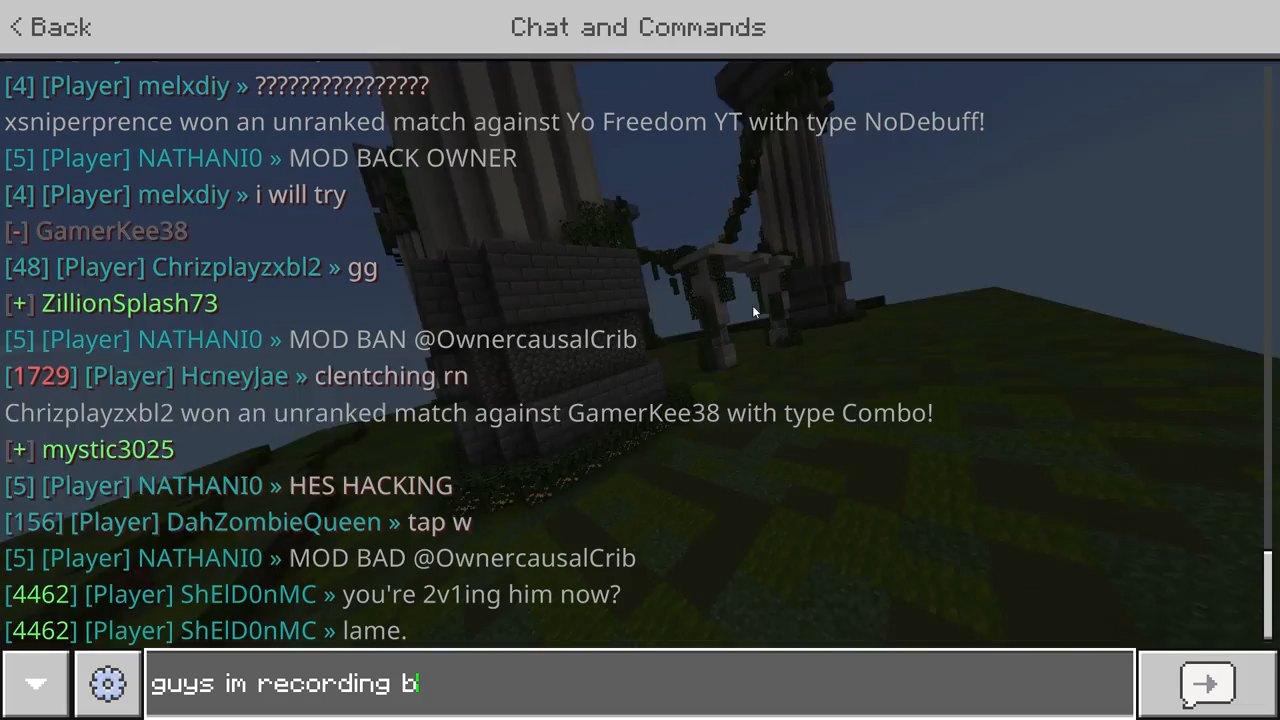 < Back
Chat and Commands
[4] [Player] melxdiy » ????????????????
xsniperprence won an unranked match against Yo Freedom YT with type NoDebuff!
[5] [Player] NATHANI0 » MOD BACK OWNER
[4] [Player] melxdiy » i will try
[-] GamerKee38
[48] [Player] Chrizplayzxbl2 » gg
[+] ZillionSplash73
[5] [Player] NATHANI0 » MOD BAN @OwnercausalCrib
[1729] [Player] HcneyJae » clentching rn
Chrizplayzxbl2 won an unranked match against GamerKee38 with type Combo!
[+] mystic3025
[5] [Player] NATHANI0 » HES HACKING
[156] [Player] DahZombieQueen » tap w
[5] [Player] NATHANI0 » MOD BAD @OwnercausalCrib
[4462] [Player] ShElD0nMC » you're 2v1ing him now?
[4462] [Player] ShElD0nMC » lame.
guys im recording b